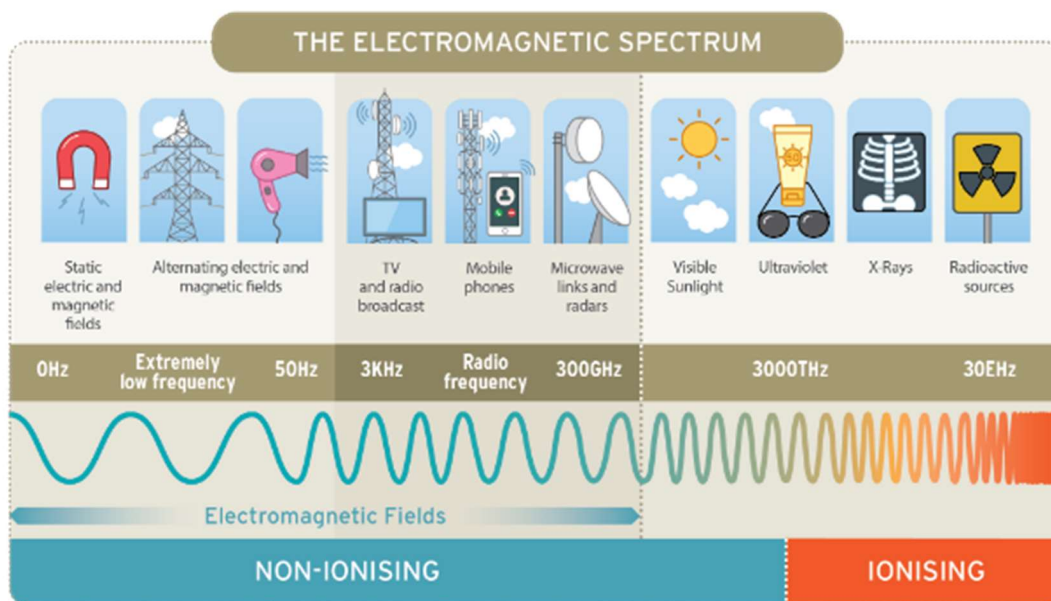 THE ELECTROMAGNETIC SPECTRUM
Static
electric and
magnetic
fields
Alternating electric and
magnetic fields
TV
and radio
broadcast
Mobile
phones
Microwave
links and
radars
Visible
Sunlight
50
Ultraviolet
X-Rays
Radioactive
sources
0Hz
Extremely
low frequency
50Hz
3KHz
Radio
frequency
300GHz
3000THz
30EHz
Electromagnetic Fields
NON-IONISING
IONISING